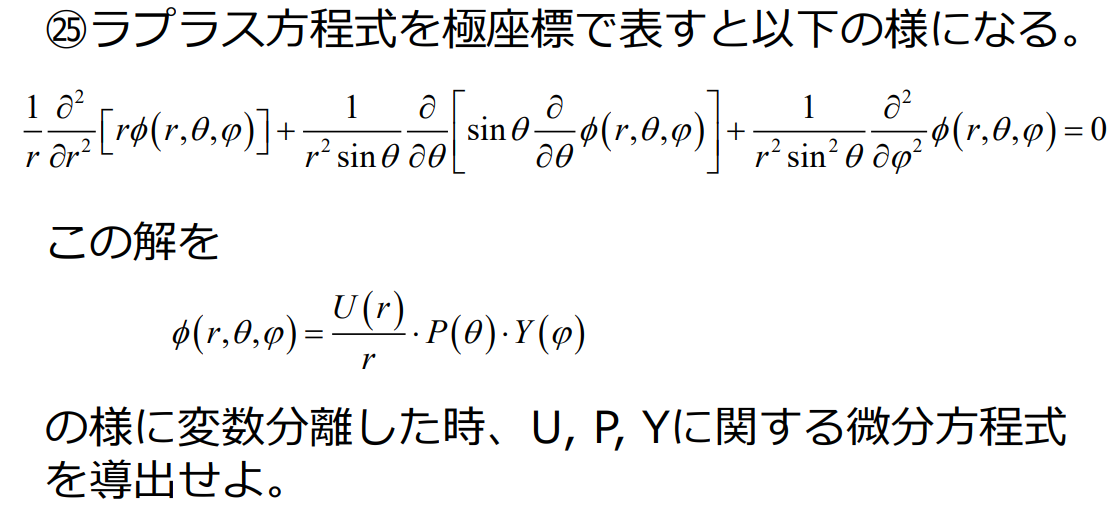 ㉕ラプラス方程式を極座標で表すと以下の様になる。
1/r ∂²/∂r² [rϕ(r,θ,φ)] + 1/(r² sinθ) ∂/∂θ [sinθ ∂/∂θ ϕ(r,θ,φ)] + 1/(r² sin² θ) ∂²/∂φ² ϕ(r,θ,φ) = 0
この解を
ϕ(r,θ,φ) = U(r)/r · P(θ) · Y(φ)
の様に変数分離した時、U, P, Yに関する微分方程式
を導出せよ。